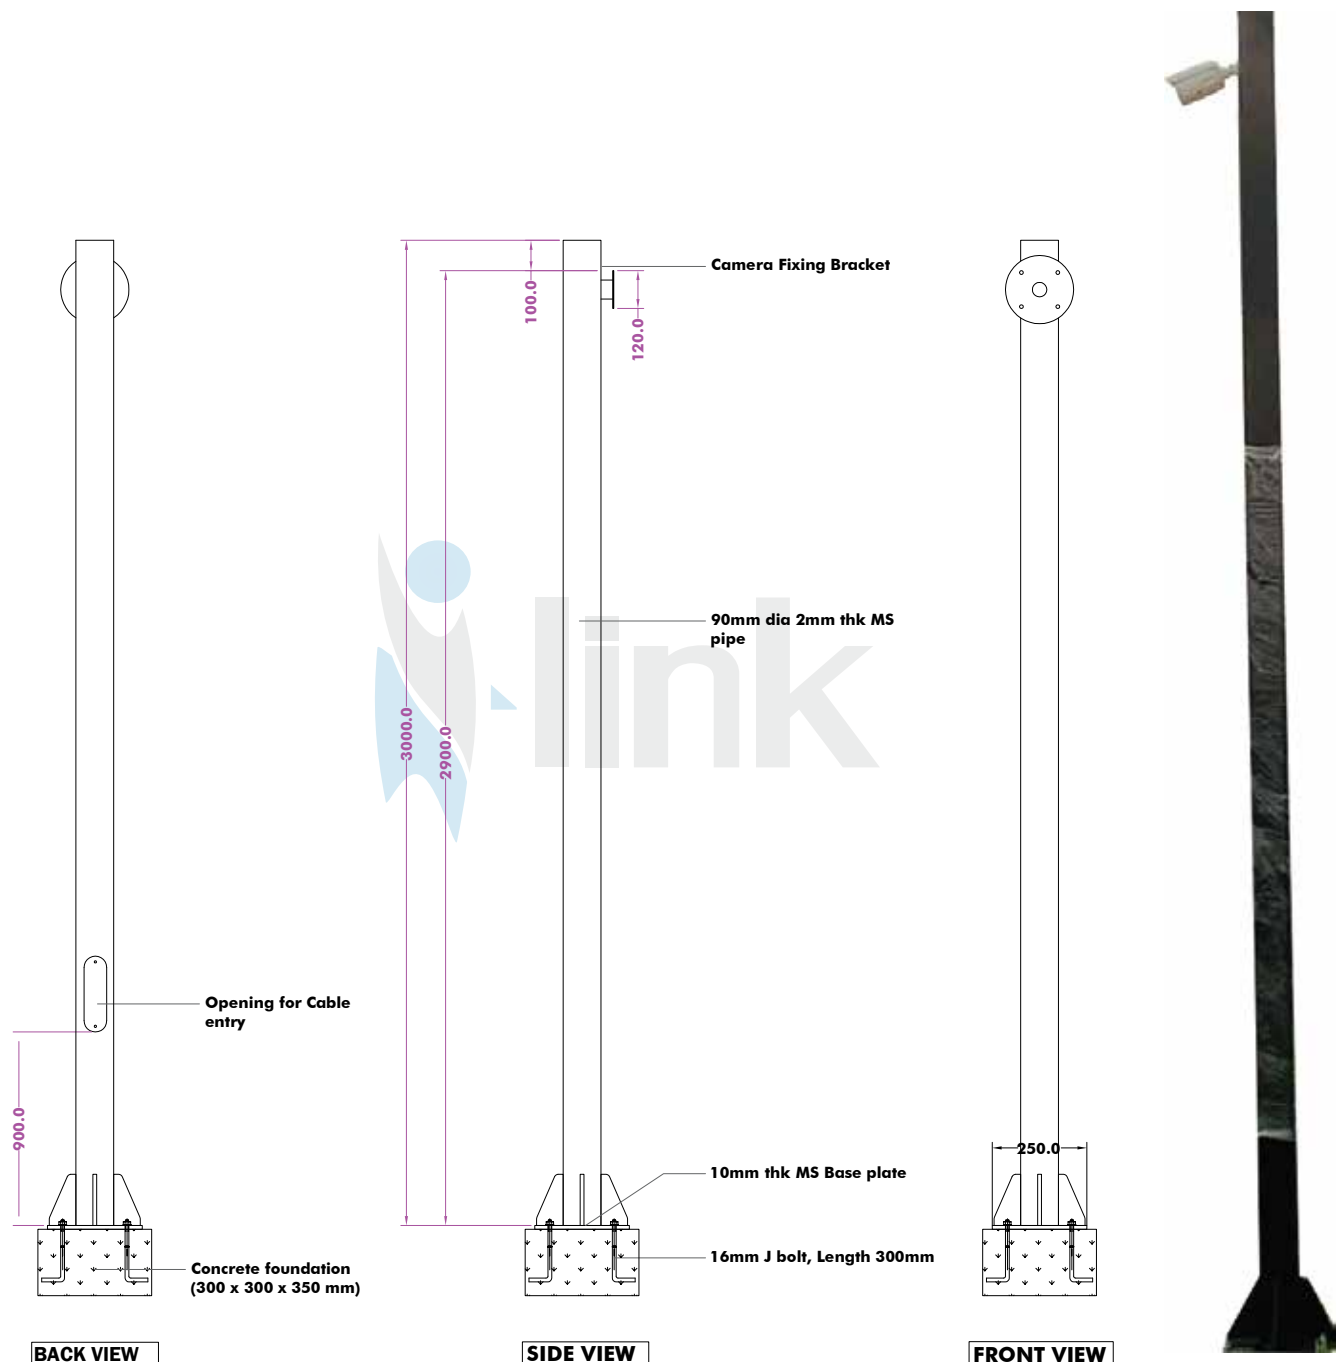 Camera Fixing Bracket
100.0
120.0
90mm dia 2mm thk MS
pipe
link
3000.0
2900.0
Opening for Cable
entry
900.0
250.0
10mm thk MS Base plate
16mm J bolt, Length 300mm
Concrete foundation
(300 x 300 x 350 mm)
BACK VIEW
SIDE VIEW
FRONT VIEW